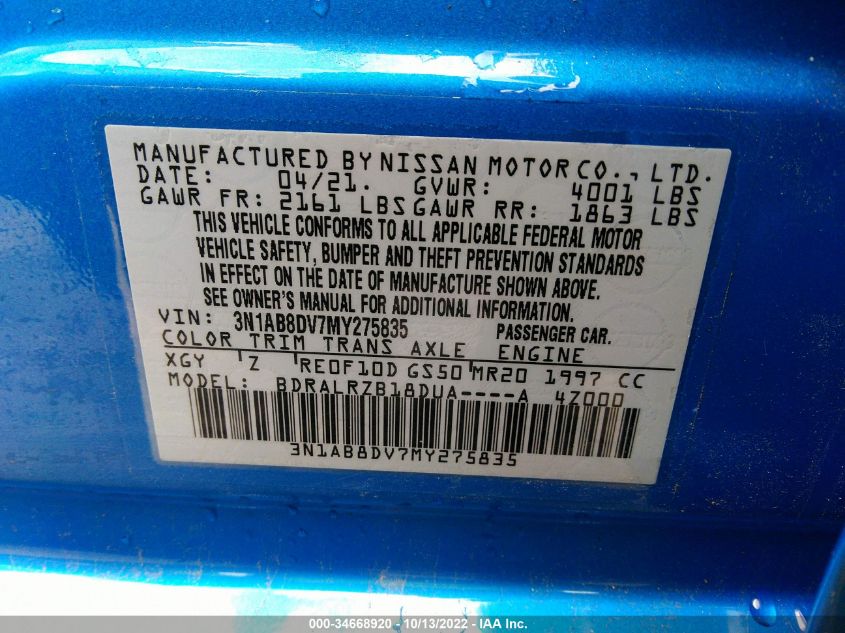 MANUFACTURED BY NISSAN MOTOR CO., LTD.
DATE: 04/21. GVWR: 4001 LBS
GAWR FR: 2161 LBS GAWR RR: 1863 LBS
THIS VEHICLE CONFORMS TO ALL APPLICABLE FEDERAL MOTOR
VEHICLE SAFETY, BUMPER AND THEFT PREVENTION STANDARDS
IN EFFECT ON THE DATE OF MANUFACTURE SHOWN ABOVE.
SEE OWNER'S MANUAL FOR ADDITIONAL INFORMATION.
VIN: 3N1AB8DV7MY275835 PASSENGER CAR.
COLOR TRIM TRANS AXLE ENGINE
XGY Z RE0F10D GS50 MR20 1997 CC
MODEL: BDRALRZB18DUA----A 4Z000
3N1AB8DV7MY275835
000-34668920 - 10/13/2022 - IAA Inc.